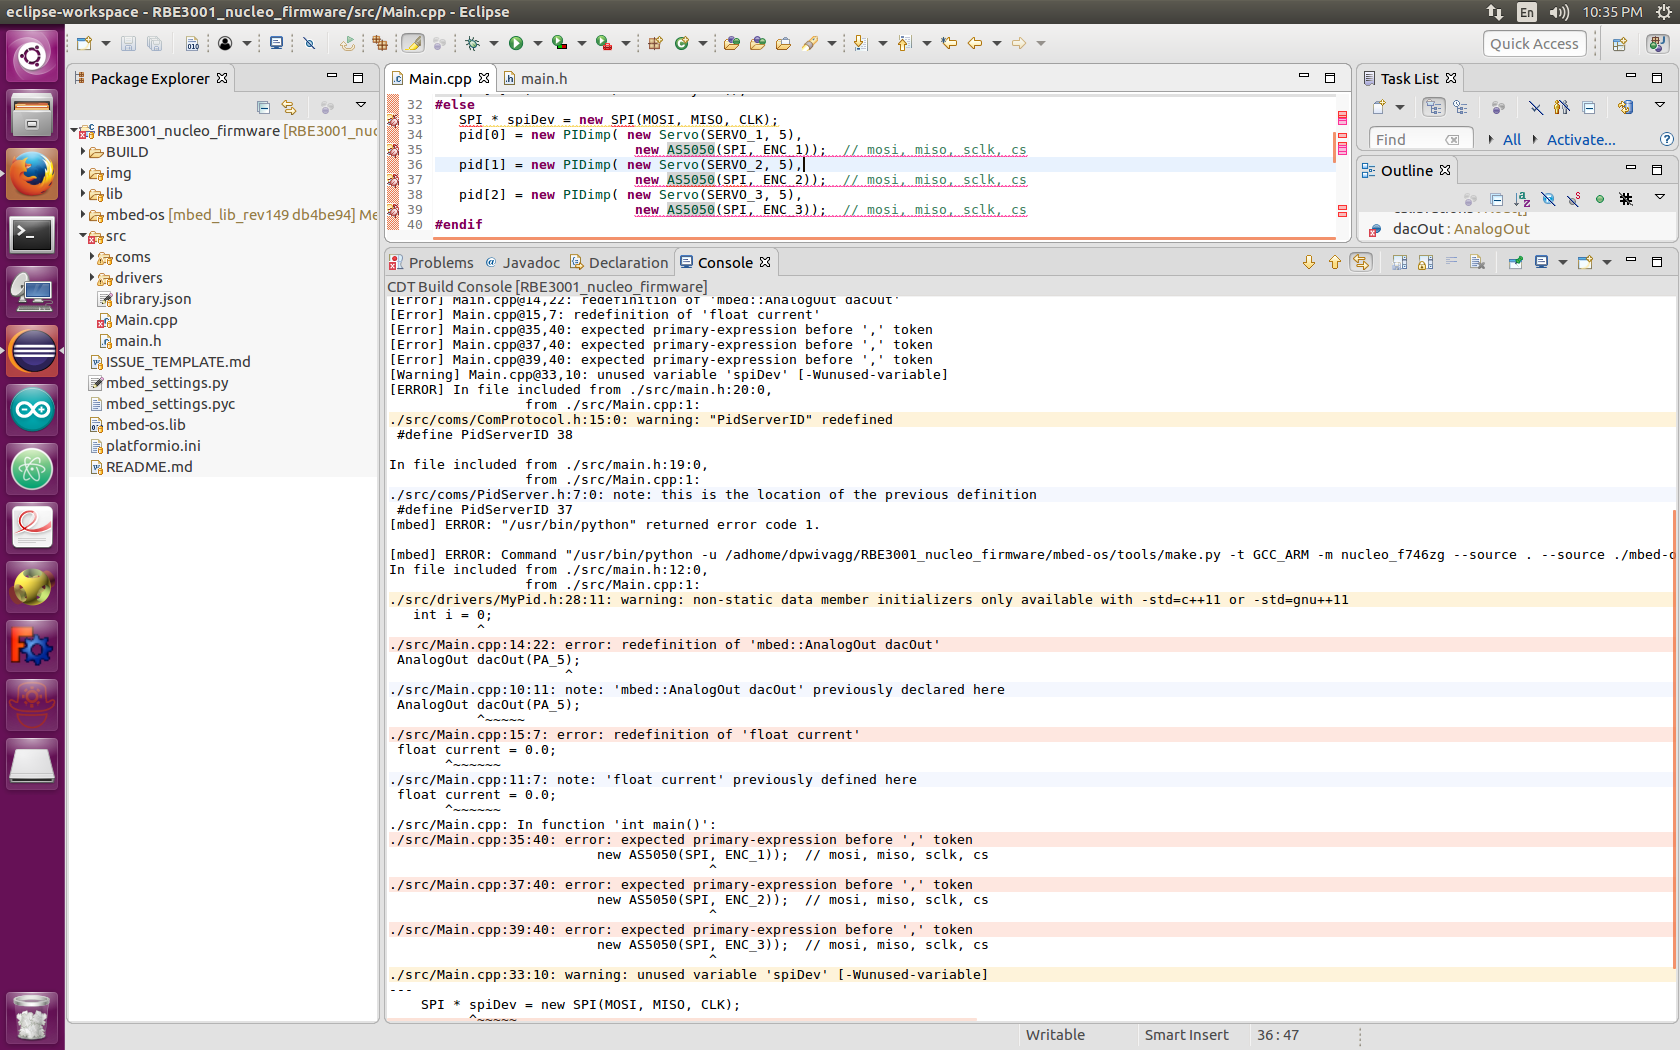 eclipse-workspace - RBE3001_nucleo_firmware/src/Main.cpp - Eclipse
En
10:35 PM
Quick Access
Package Explorer
RBE3001_nucleo_firmware [RBE3001_nuc
BUILD
img
lib
mbed-os [mbed_lib_rev149 db4be94] Me
src
coms
drivers
library.json
Main.cpp
main.h
ISSUE_TEMPLATE.md
mbed_settings.py
mbed_settings.pyc
mbed-os.lib
platformio.ini
README.md
Main.cpp
main.h
32 #else
33 SPI * spiDev = new SPI(MOSI, MISO, CLK);
34 pid[0] = new PIDimp( new Servo(SERVO_1, 5),
35 new AS5050(SPI, ENC_1)); // mosi, miso, sclk, cs
36 pid[1] = new PIDimp( new Servo(SERVO_2, 5),
37 new AS5050(SPI, ENC_2)); // mosi, miso, sclk, cs
38 pid[2] = new PIDimp( new Servo(SERVO_3, 5),
39 new AS5050(SPI, ENC_3)); // mosi, miso, sclk, cs
40 #endif
Task List
Find
All
Activate...
Outline
dacOut : AnalogOut
Problems
@ Javadoc
Declaration
Console
CDT Build Console [RBE3001_nucleo_firmware]
[Error] Main.cpp@14,22: redefinition of 'mbed::AnalogOut dacOut'
[Error] Main.cpp@15,7: redefinition of 'float current'
[Error] Main.cpp@35,40: expected primary-expression before ',' token
[Error] Main.cpp@37,40: expected primary-expression before ',' token
[Error] Main.cpp@39,40: expected primary-expression before ',' token
[Warning] Main.cpp@33,10: unused variable 'spiDev' [-Wunused-variable]
[ERROR] In file included from ./src/main.h:20:0,
from ./src/Main.cpp:1:
./src/coms/ComProtocol.h:15:0: warning: "PidServerID" redefined
#define PidServerID 38
In file included from ./src/main.h:19:0,
from ./src/Main.cpp:1:
./src/coms/PidServer.h:7:0: note: this is the location of the previous definition
#define PidServerID 37
[mbed] ERROR: "/usr/bin/python" returned error code 1.
[mbed] ERROR: Command "/usr/bin/python -u /adhome/dpwivagg/RBE3001_nucleo_firmware/mbed-os/tools/make.py -t GCC_ARM -m nucleo_f746zg --source . --source ./mbed-o
In file included from ./src/main.h:12:0,
from ./src/Main.cpp:1:
./src/drivers/MyPid.h:28:11: warning: non-static data member initializers only available with -std=c++11 or -std=gnu++11
int i = 0;
^
./src/Main.cpp:14:22: error: redefinition of 'mbed::AnalogOut dacOut'
AnalogOut dacOut(PA_5);
^
./src/Main.cpp:10:11: note: 'mbed::AnalogOut dacOut' previously declared here
AnalogOut dacOut(PA_5);
^~~~~~
./src/Main.cpp:15:7: error: redefinition of 'float current'
float current = 0.0;
^~~~~~~
./src/Main.cpp:11:7: note: 'float current' previously defined here
float current = 0.0;
^~~~~~~
./src/Main.cpp: In function 'int main()':
./src/Main.cpp:35:40: error: expected primary-expression before ',' token
new AS5050(SPI, ENC_1)); // mosi, miso, sclk, cs
^
./src/Main.cpp:37:40: error: expected primary-expression before ',' token
new AS5050(SPI, ENC_2)); // mosi, miso, sclk, cs
^
./src/Main.cpp:39:40: error: expected primary-expression before ',' token
new AS5050(SPI, ENC_3)); // mosi, miso, sclk, cs
^
./src/Main.cpp:33:10: warning: unused variable 'spiDev' [-Wunused-variable]
---
SPI * spiDev = new SPI(MOSI, MISO, CLK);
^~~~~~
Writable
Smart Insert
36 : 47